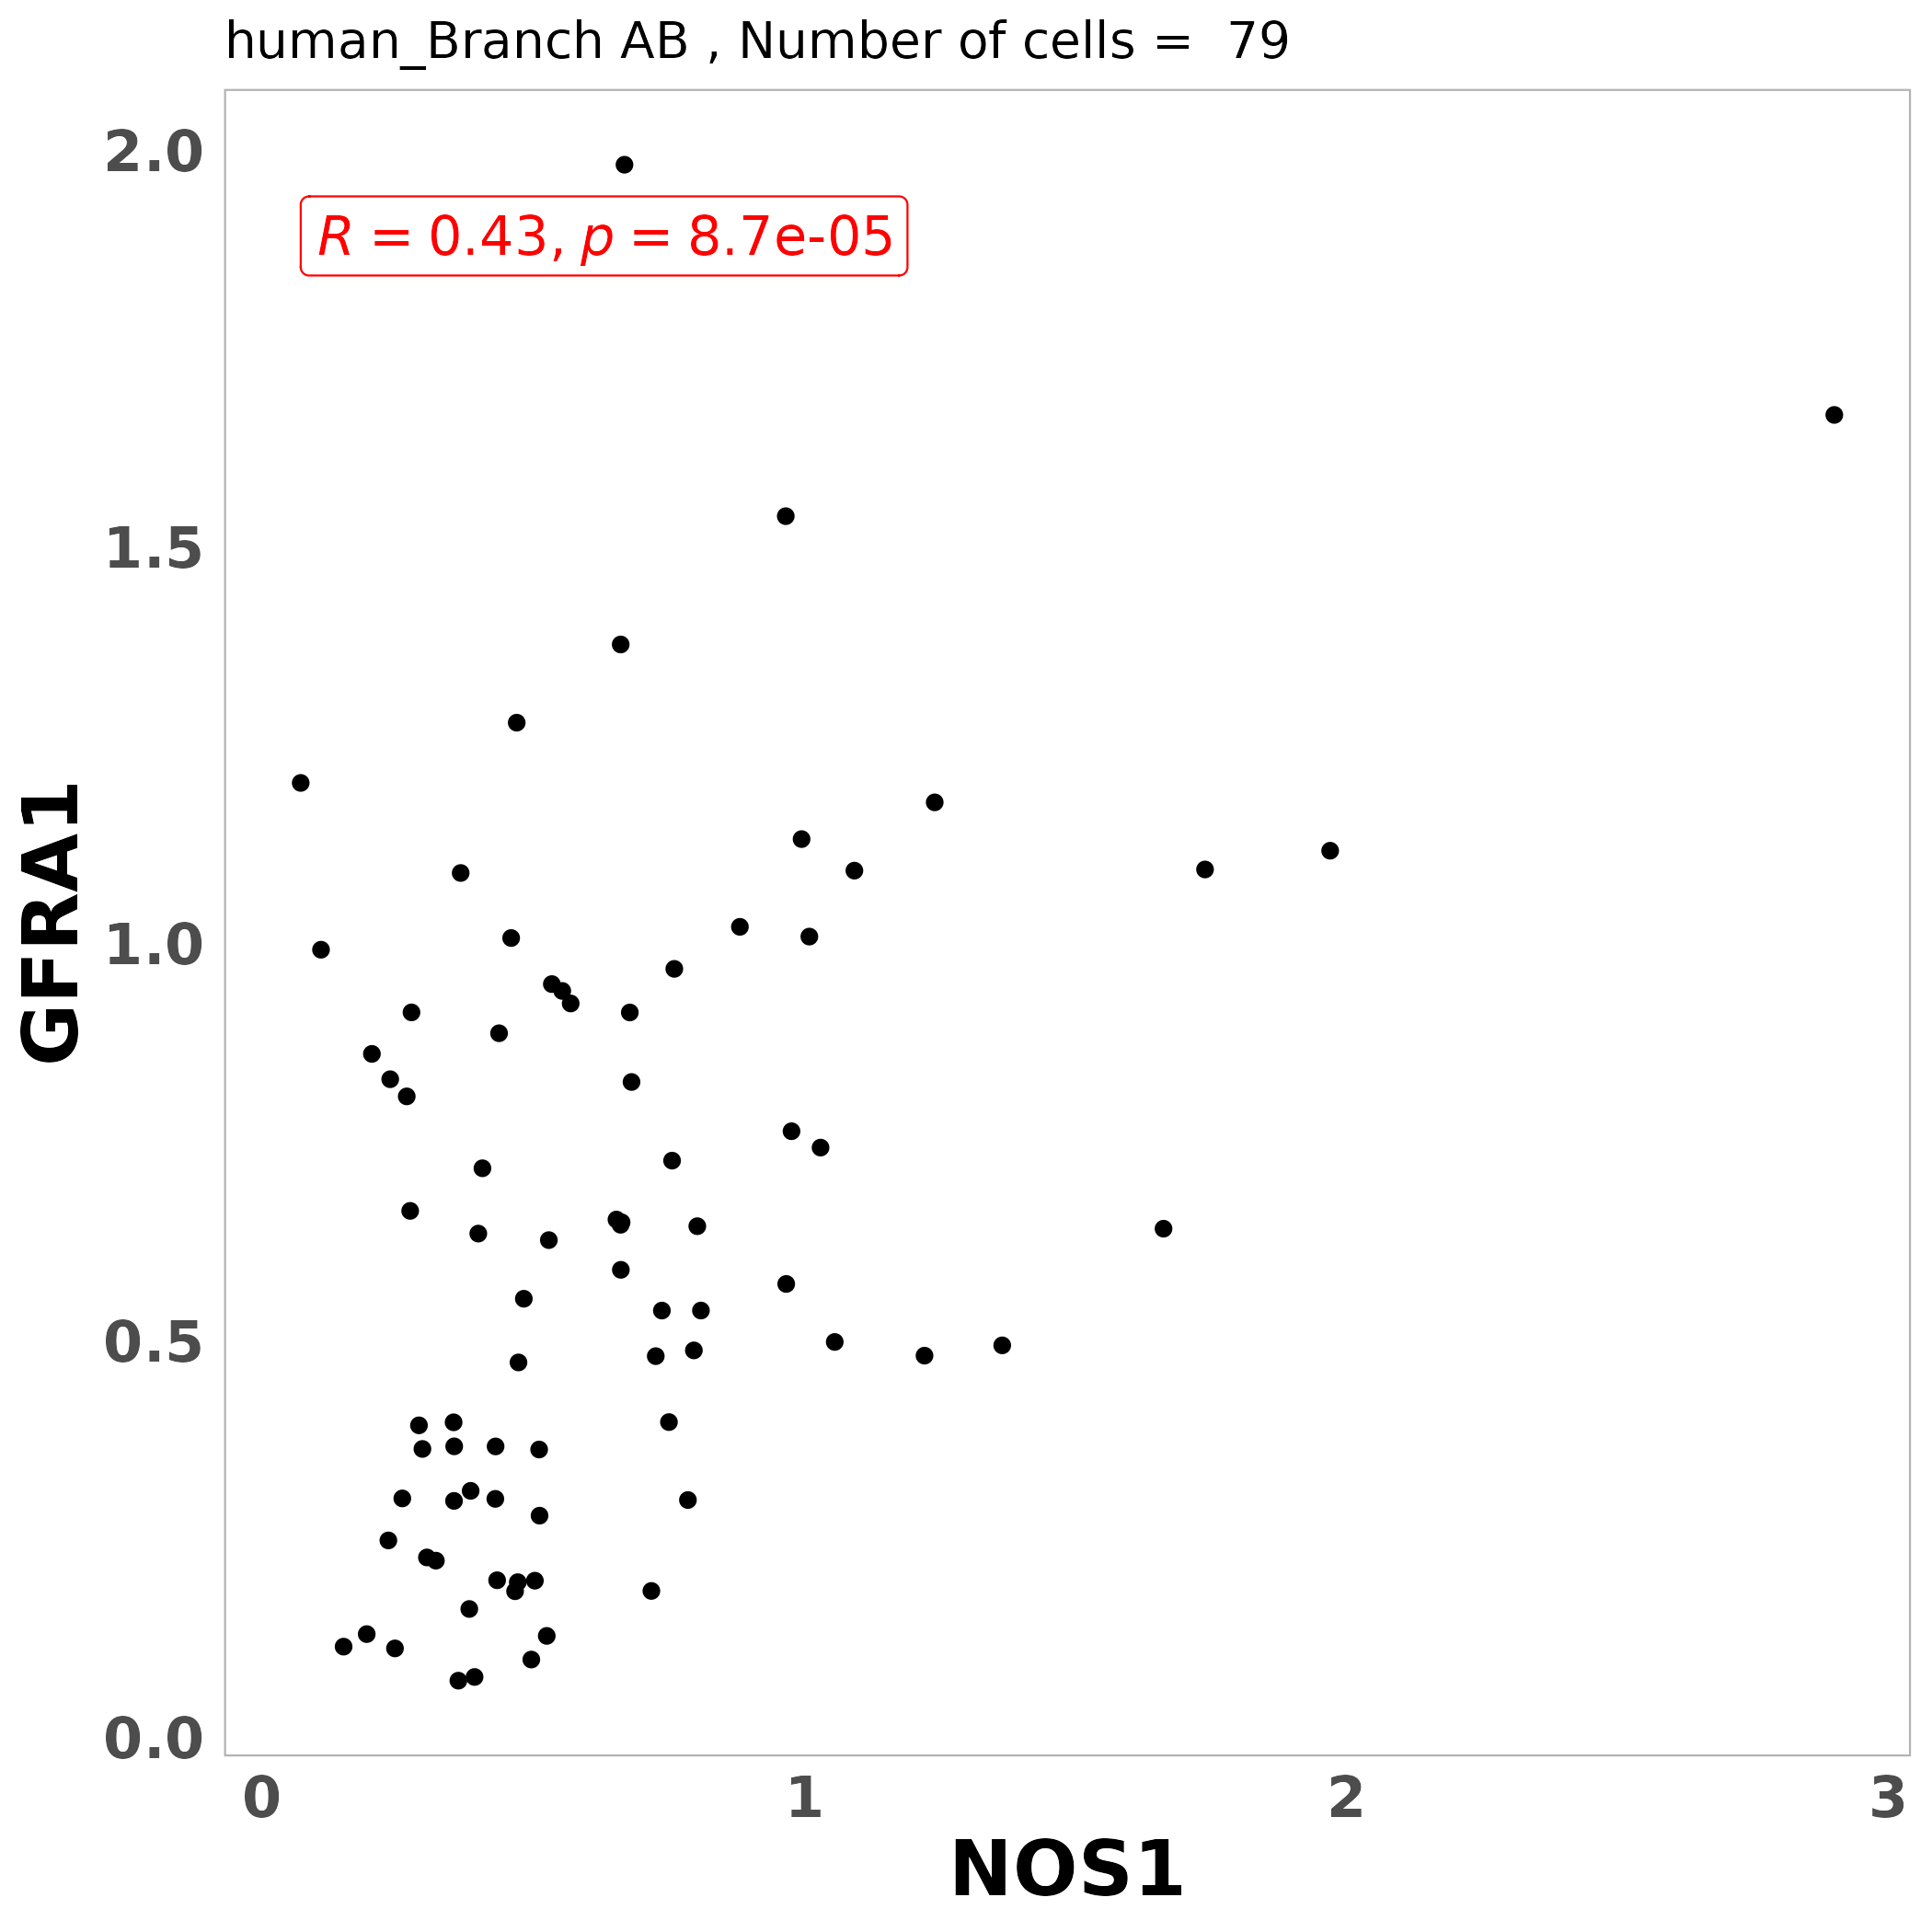 human_Branch AB , Number of cells =  79
2.0
R = 0.43, p = 8.7e-05
1.5
GFRA1
1.0
0.5
0.0
0 1 2 3
NOS1